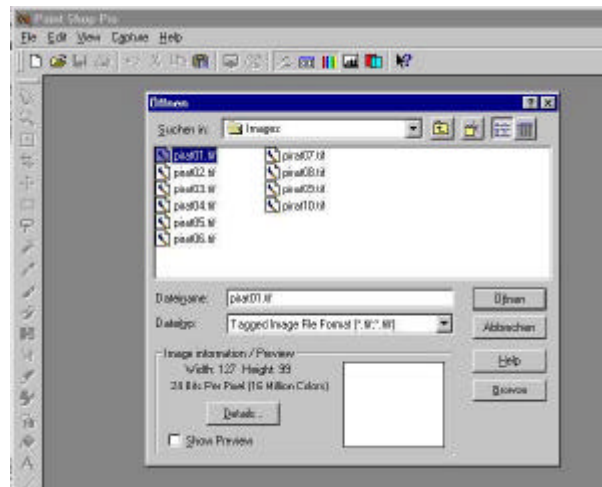 Paint Shop Pro
File Edit View Capture Help
Öffnen
Suchen in: Images
pirat01.tif pirat07.tif
pirat02.tif pirat08.tif
pirat03.tif pirat09.tif
pirat04.tif pirat10.tif
pirat05.tif
pirat06.tif
Dateiname: pirat01.tif Öffnen
Dateityp: Tagged Image File Format (*.tif;*.tiff) Abbrechen
Image information / Preview Help
Width: 127 Height: 99 Browse
24 Bits Per Pixel (16 Million Colors)
Details...
Show Preview